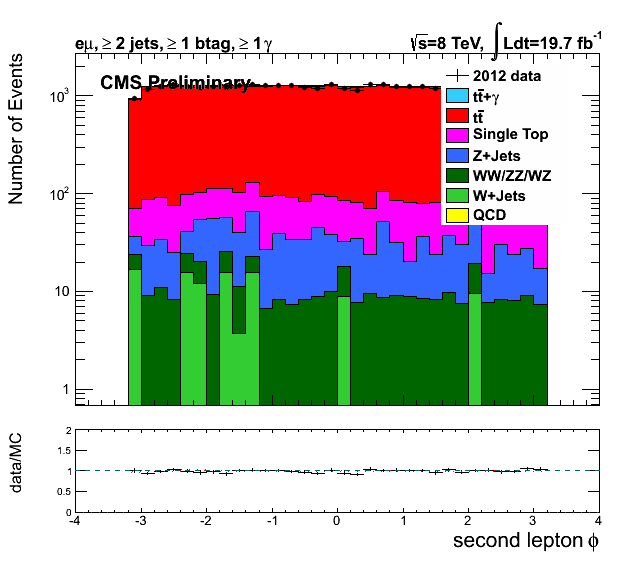 eμ, ≥ 2 jets, ≥ 1 btag, ≥ 1 γ
√s=8 TeV, ∫ Ldt=19.7 fb⁻¹
CMS Preliminary
2012 data
tt̄+γ
tt̄
Single Top
Z+Jets
WW/ZZ/WZ
W+Jets
QCD
Number of Events
10³
10²
10
1
data/MC
2
1.5
1
0.5
0
-4 -3 -2 -1 0 1 2 3 4
second lepton ϕ